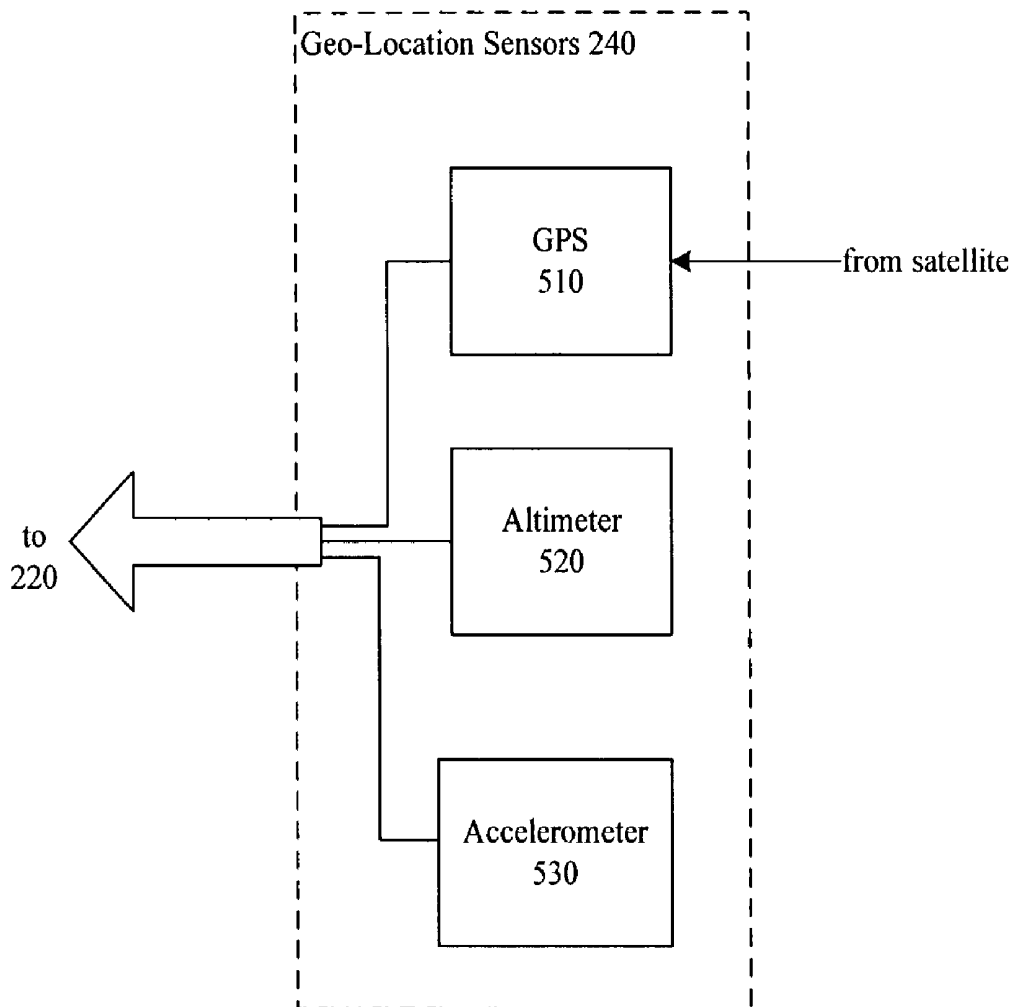 Geo-Location Sensors 240
GPS
510
from satellite
Altimeter
520
to
220
Accelerometer
530